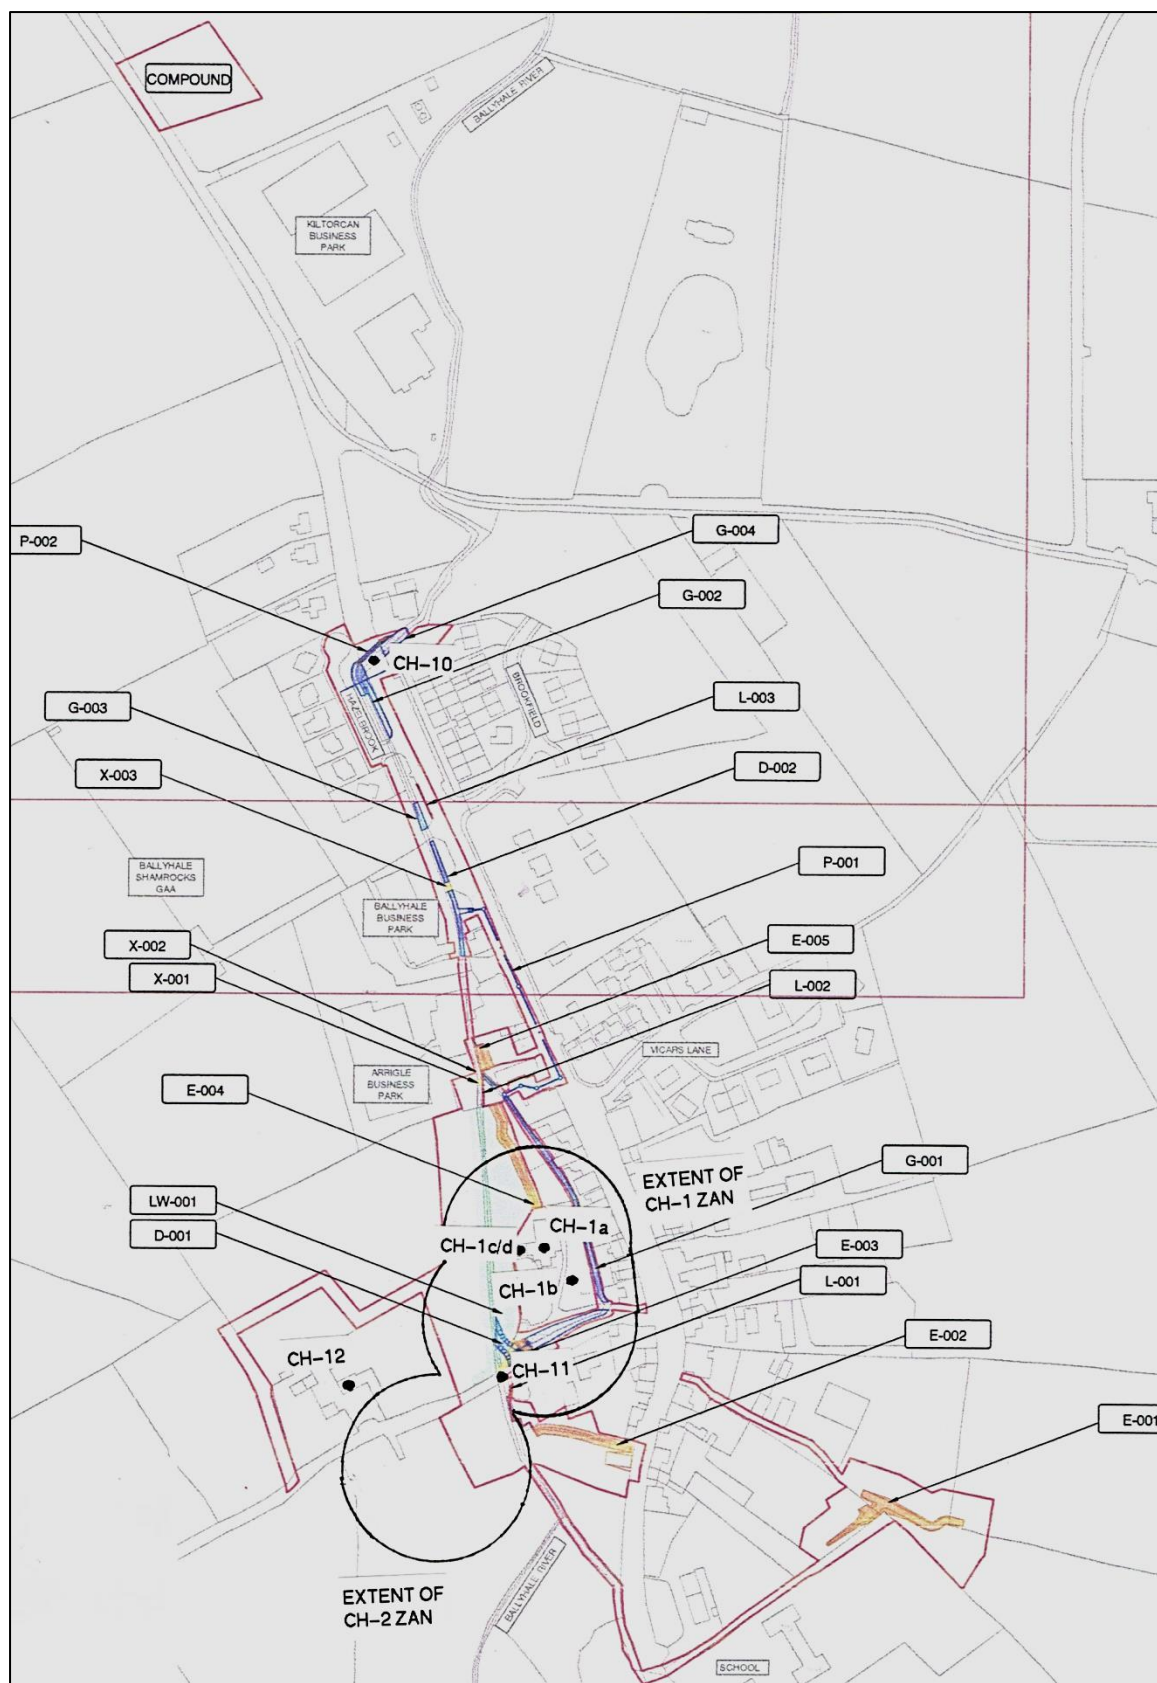 COMPOUND
BALLYHALE RIVER
KILTORCAN
BUSINESS
PARK
P-002
G-004
G-002
CH-10
HAZELBROOK
BROOKFIELD
L-003
G-003
X-003
D-002
BALLYHALE
SHAMROCKS
GAA
P-001
BALLYHALE
BUSINESS
PARK
X-002
E-005
X-001
L-002
VICARS LANE
ARRIGLE
BUSINESS
PARK
E-004
G-001
EXTENT OF
CH-1 ZAN
LW-001
CH-1a
D-001
CH-1c/d
E-003
CH-1b
L-001
E-002
CH-12
CH-11
E-001
BALLYHALE RIVER
EXTENT OF
CH-2 ZAN
SCHOOL